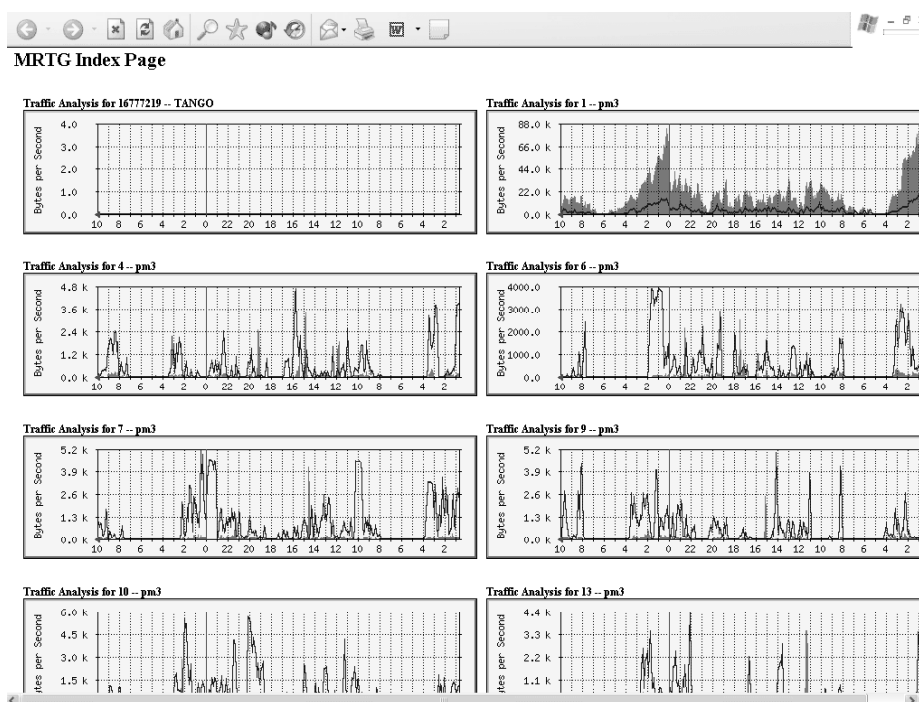 MRTG Index Page
Traffic Analysis for 16777219 -- TANGO
Bytes per Second
4.0
3.0
2.0
1.0
0.0
10 8 6 4 2 0 22 20 18 16 14 12 10 8 6 4 2
Traffic Analysis for 1 -- pm3
Bytes per Second
88.0 k
66.0 k
44.0 k
22.0 k
0.0 k
10 8 6 4 2 0 22 20 18 16 14 12 10 8 6 4 2
Traffic Analysis for 4 -- pm3
Bytes per Second
4.8 k
3.6 k
2.4 k
1.2 k
0.0 k
10 8 6 4 2 0 22 20 18 16 14 12 10 8 6 4 2
Traffic Analysis for 6 -- pm3
Bytes per Second
4000.0
3000.0
2000.0
1000.0
0.0
10 8 6 4 2 0 22 20 18 16 14 12 10 8 6 4 2
Traffic Analysis for 7 -- pm3
Bytes per Second
5.2 k
3.9 k
2.6 k
1.3 k
0.0 k
10 8 6 4 2 0 22 20 18 16 14 12 10 8 6 4 2
Traffic Analysis for 9 -- pm3
Bytes per Second
5.2 k
3.9 k
2.6 k
1.3 k
0.0 k
10 8 6 4 2 0 22 20 18 16 14 12 10 8 6 4 2
Traffic Analysis for 10 -- pm3
per Second
6.0 k
4.5 k
3.0 k
1.5 k
Traffic Analysis for 13 -- pm3
per Second
4.4 k
3.3 k
2.2 k
1.1 k